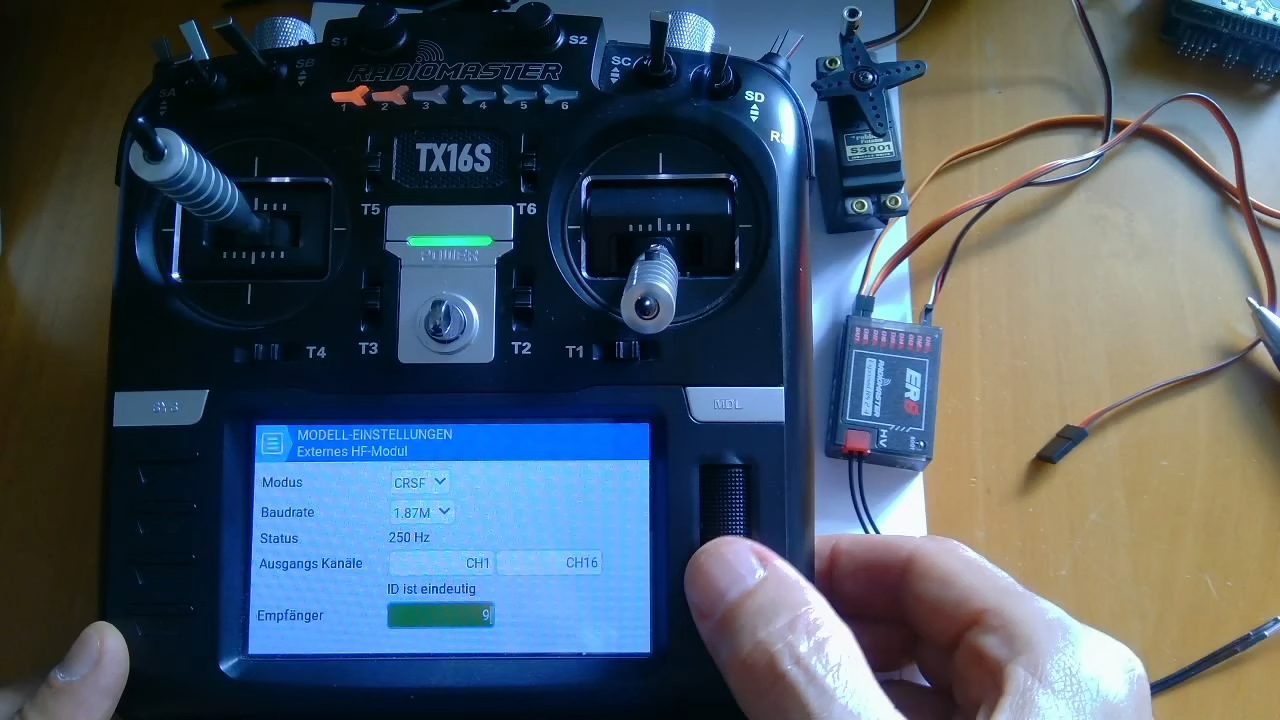 S1
S2
SB
SC
RADIOMASTER
SA
SD
1 2 3 4 5 6
TX16S
S3001
T5
T6
POWER
T4
T3
T2
T1
SYS
MDL
ER8
RADIOMASTER
HV
MODELL-EINSTELLUNGEN
Externes HF-Modul
Modus CRSF
Baudrate 1.87M
Status 250 Hz
Ausgangs Kanäle CH1 CH16
ID ist eindeutig
Empfänger 9